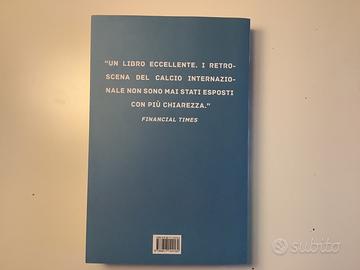 "UN LIBRO ECCELLENTE. I RETRO-
SCENA DEL CALCIO INTERNAZIO-
NALE NON SONO MAI STATI ESPOSTI
CON PIÙ CHIAREZZA."
FINANCIAL TIMES
subito